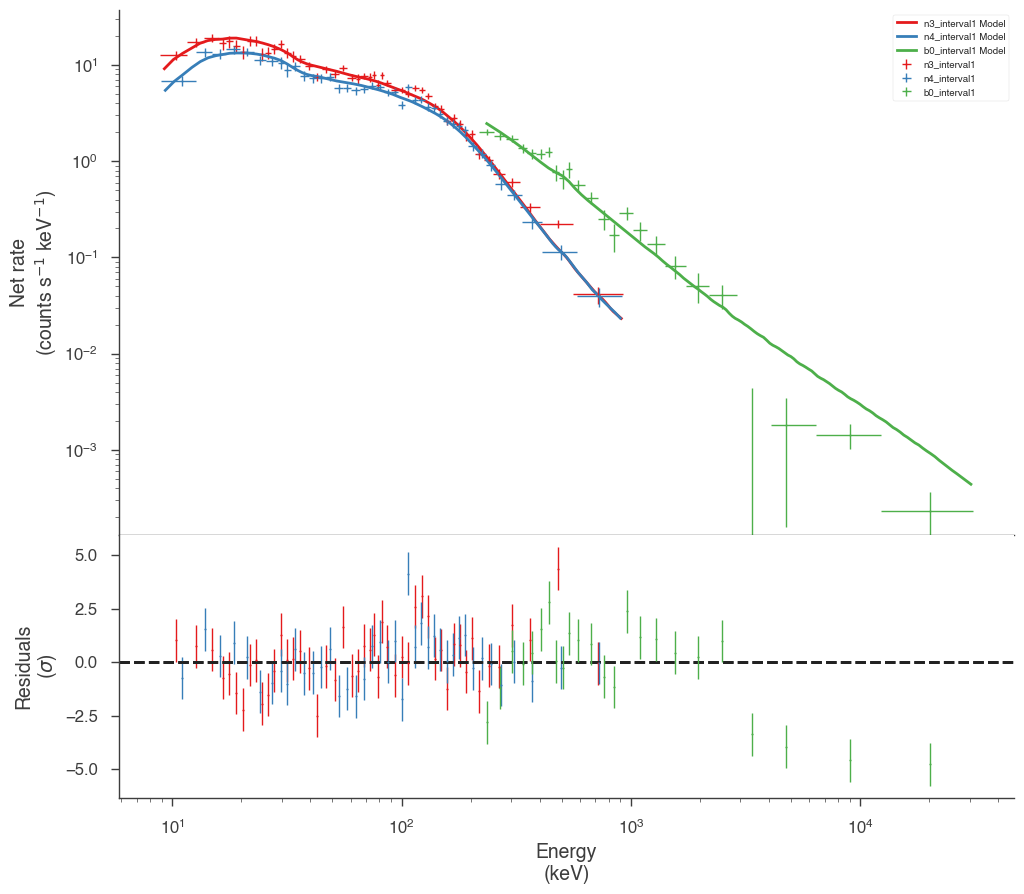 n3_interval1 Model
n4_interval1 Model
b0_interval1 Model
n3_interval1
n4_interval1
b0_interval1
10¹
10⁰
10⁻¹
10⁻²
10⁻³
Net rate
(counts s⁻¹ keV⁻¹)
5.0
2.5
0.0
−2.5
−5.0
Residuals
(σ)
10¹
10²
10³
10⁴
Energy
(keV)